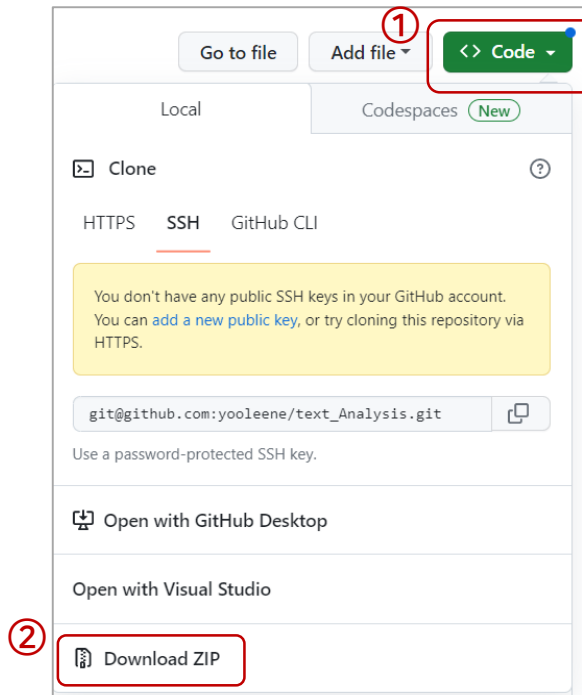 ①
Go to file Add file <> Code
Local Codespaces New
Clone
HTTPS SSH GitHub CLI
You don't have any public SSH keys in your GitHub account.
You can add a new public key, or try cloning this repository via
HTTPS.
git@github.com:yooleene/text_Analysis.git
Use a password-protected SSH key.
Open with GitHub Desktop
Open with Visual Studio
②
Download ZIP